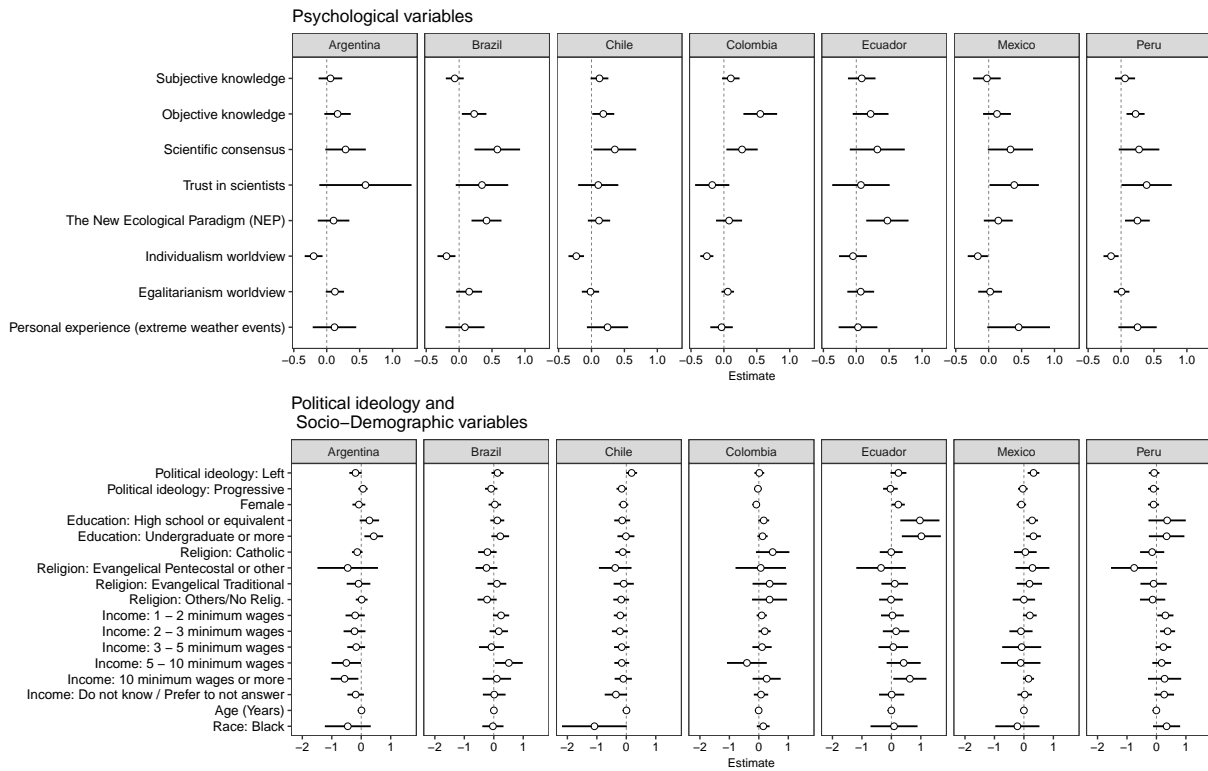 Psychological variables
Argentina Brazil Chile Colombia Ecuador Mexico Peru
Subjective knowledge
Objective knowledge
Scientific consensus
Trust in scientists
The New Ecological Paradigm (NEP)
Individualism worldview
Egalitarianism worldview
Personal experience (extreme weather events)
−0.5 0.0 0.5 1.0 −0.5 0.0 0.5 1.0 −0.5 0.0 0.5 1.0 −0.5 0.0 0.5 1.0 −0.5 0.0 0.5 1.0 −0.5 0.0 0.5 1.0 −0.5 0.0 0.5 1.0
Estimate
Political ideology and
Socio−Demographic variables
Argentina Brazil Chile Colombia Ecuador Mexico Peru
Political ideology: Left
Political ideology: Progressive
Female
Education: High school or equivalent
Education: Undergraduate or more
Religion: Catholic
Religion: Evangelical Pentecostal or other
Religion: Evangelical Traditional
Religion: Others/No Relig.
Income: 1 − 2 minimum wages
Income: 2 − 3 minimum wages
Income: 3 − 5 minimum wages
Income: 5 − 10 minimum wages
Income: 10 minimum wages or more
Income: Do not know / Prefer to not answer
Age (Years)
Race: Black
−2 −1 0 1 −2 −1 0 1 −2 −1 0 1 −2 −1 0 1 −2 −1 0 1 −2 −1 0 1 −2 −1 0 1
Estimate